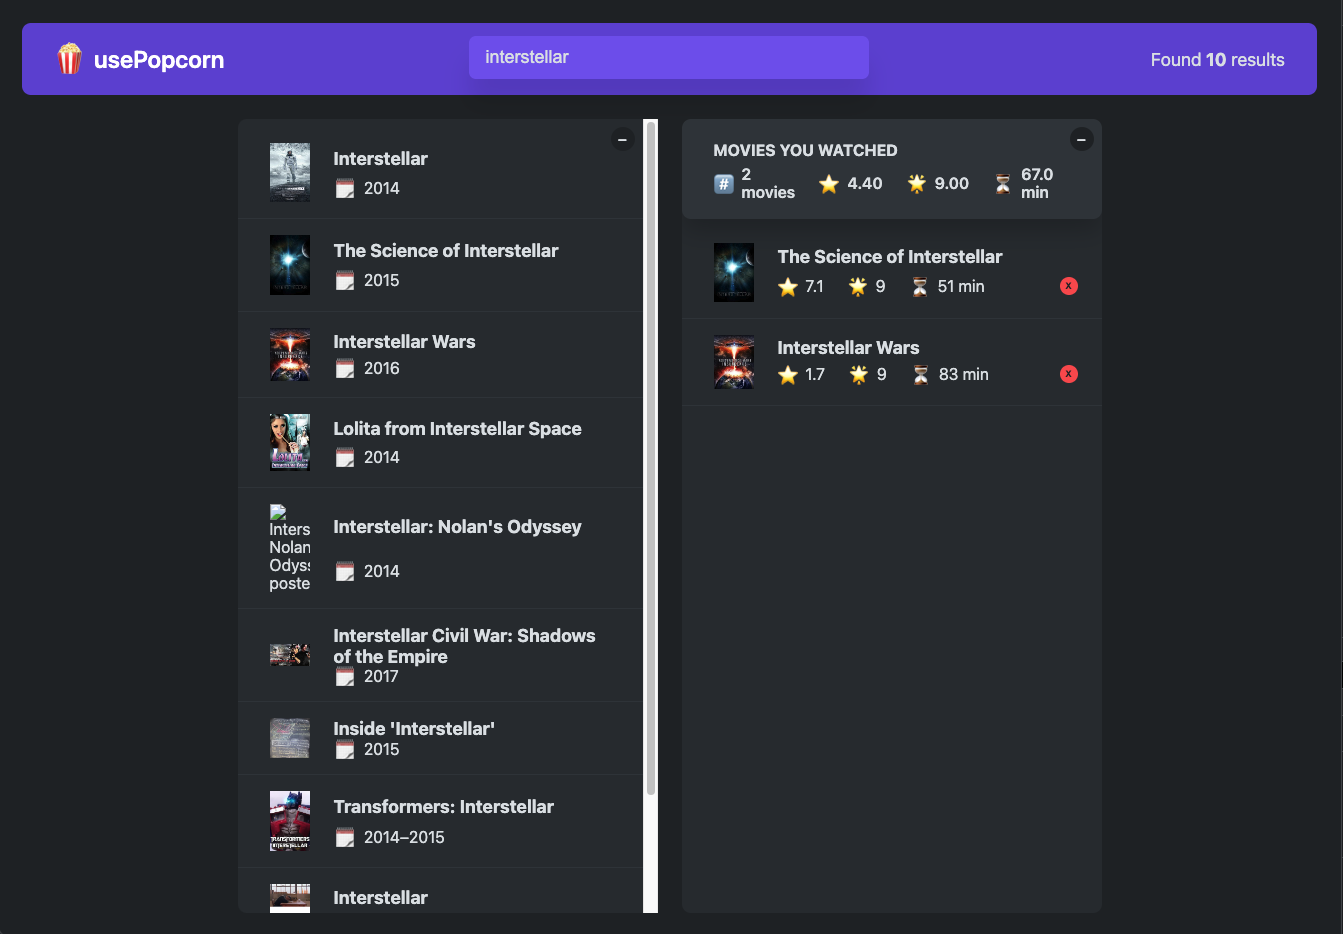 usePopcorn
interstellar
Found 10 results
–
Interstellar
2014
The Science of Interstellar
2015
Interstellar Wars
2016
Lolita from Interstellar Space
2014
Inters
Nolan
Odys
poste
Interstellar: Nolan's Odyssey
2014
Interstellar Civil War: Shadows
of the Empire
2017
Inside 'Interstellar'
2015
TRANSFORMERS
INTERSTELLAR
Transformers: Interstellar
2014–2015
Interstellar
–
MOVIES YOU WATCHED
#
2
movies
4.40
9.00
67.0
min
The Science of Interstellar
7.1 9 51 min
X
Interstellar Wars
1.7 9 83 min
X